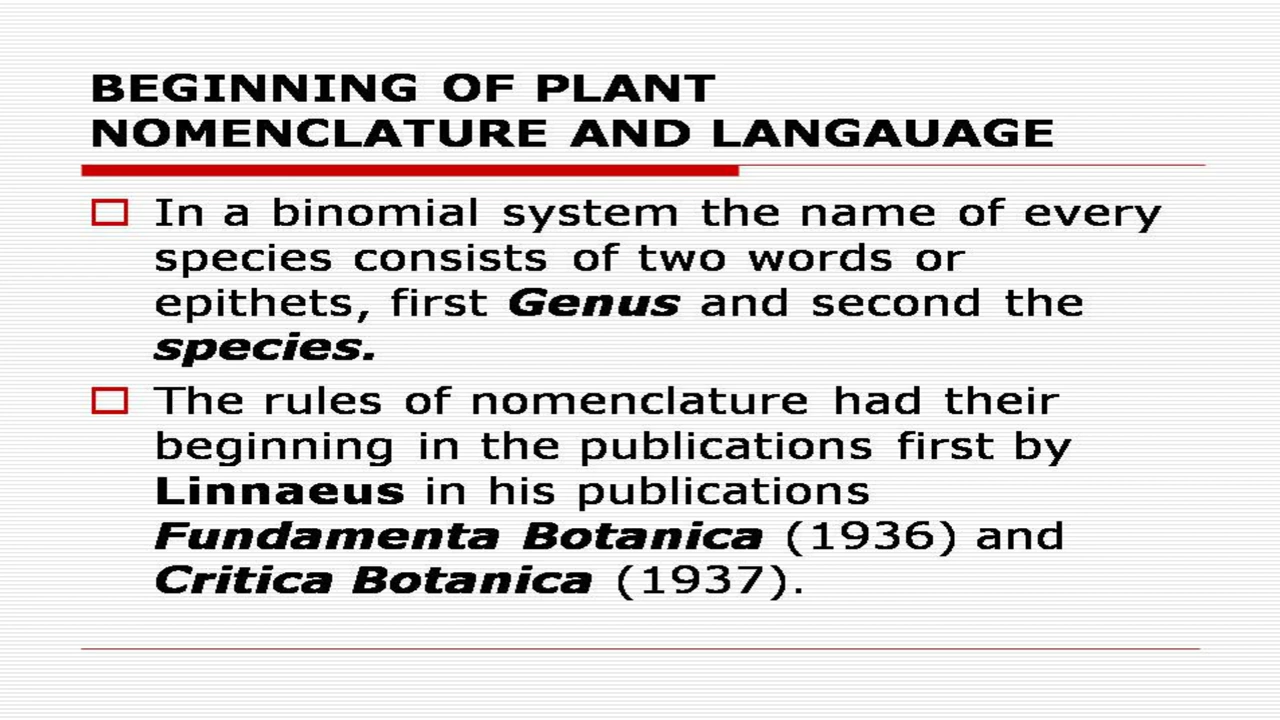 BEGINNING OF PLANT
NOMENCLATURE AND LANGAUAGE
In a binomial system the name of every
species consists of two words or
epithets, first Genus and second the
species.
The rules of nomenclature had their
beginning in the publications first by
Linnaeus in his publications
Fundamenta Botanica (1936) and
Critica Botanica (1937).